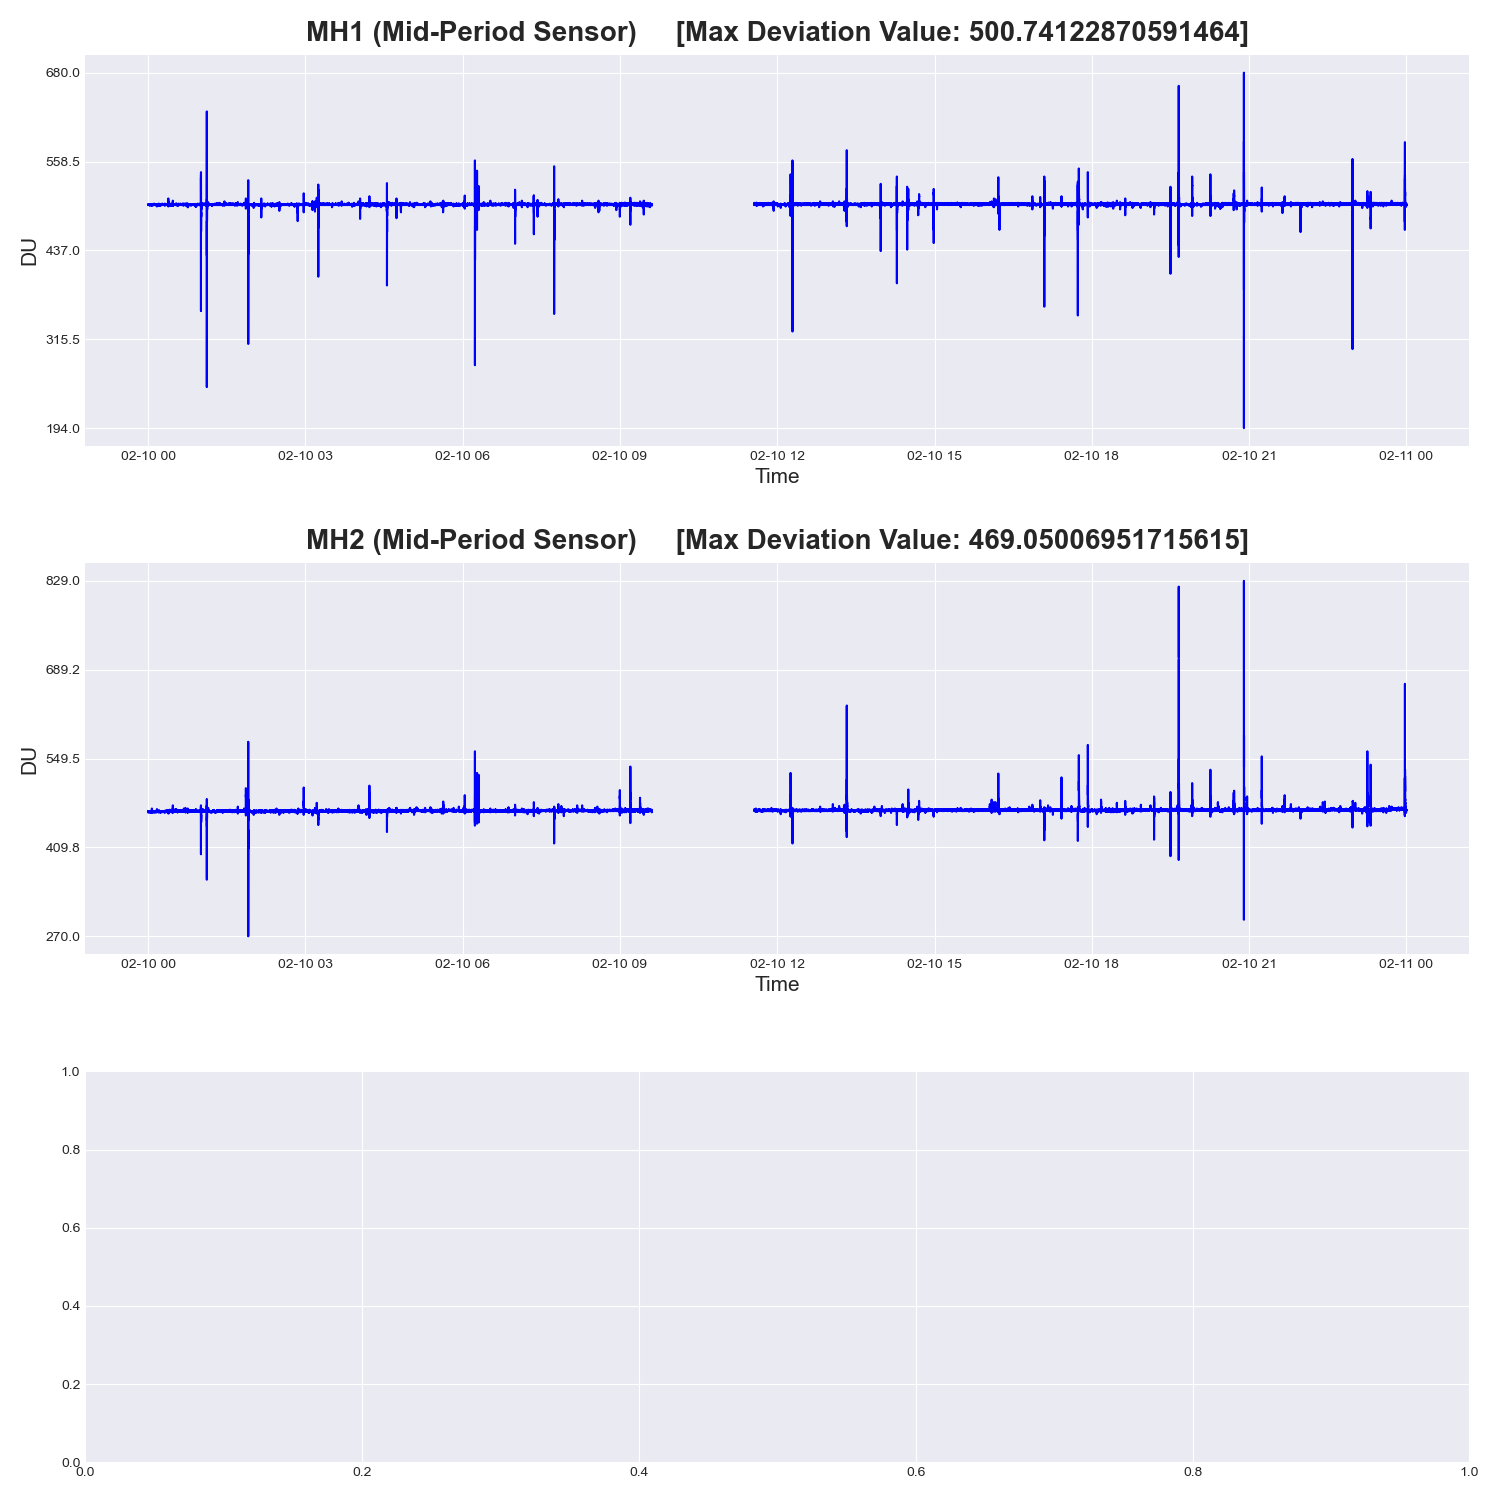 MH1 (Mid-Period Sensor) [Max Deviation Value: 500.74122870591464]
680.0
558.5
437.0
315.5
194.0
DU
02-10 00 02-10 03 02-10 06 02-10 09 02-10 12 02-10 15 02-10 18 02-10 21 02-11 00
Time
MH2 (Mid-Period Sensor) [Max Deviation Value: 469.05006951715615]
829.0
689.2
549.5
409.8
270.0
DU
02-10 00 02-10 03 02-10 06 02-10 09 02-10 12 02-10 15 02-10 18 02-10 21 02-11 00
Time
1.0
0.8
0.6
0.4
0.2
0.0
0.0 0.2 0.4 0.6 0.8 1.0